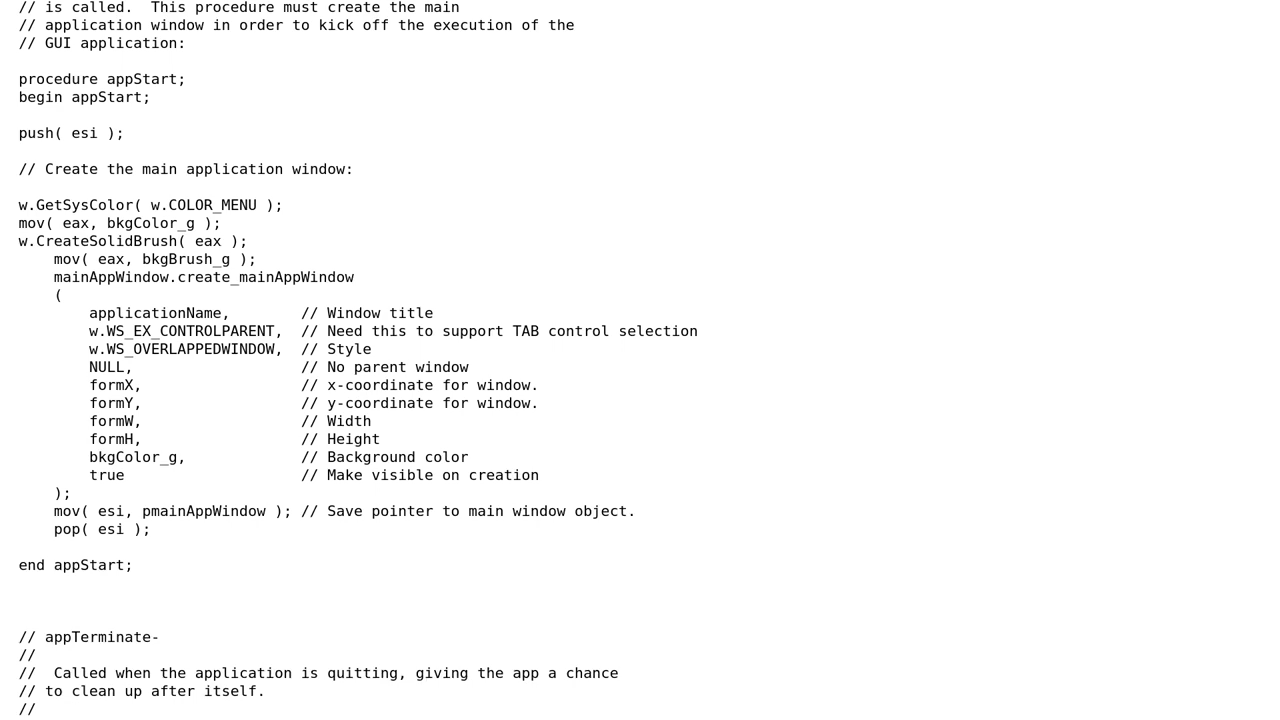 // is called.  This procedure must create the main
// application window in order to kick off the execution of the
// GUI application:

procedure appStart;
begin appStart;

push( esi );

// Create the main application window:

w.GetSysColor( w.COLOR_MENU );
mov( eax, bkgColor_g );
w.CreateSolidBrush( eax );
    mov( eax, bkgBrush_g );
    mainAppWindow.create_mainAppWindow
    (
        applicationName,        // Window title
        w.WS_EX_CONTROLPARENT,  // Need this to support TAB control selection
        w.WS_OVERLAPPEDWINDOW,  // Style
        NULL,                   // No parent window
        formX,                  // x-coordinate for window.
        formY,                  // y-coordinate for window.
        formW,                  // Width
        formH,                  // Height
        bkgColor_g,             // Background color
        true                    // Make visible on creation
    );
    mov( esi, pmainAppWindow ); // Save pointer to main window object.
    pop( esi );

end appStart;



// appTerminate-
//
//  Called when the application is quitting, giving the app a chance
// to clean up after itself.
//